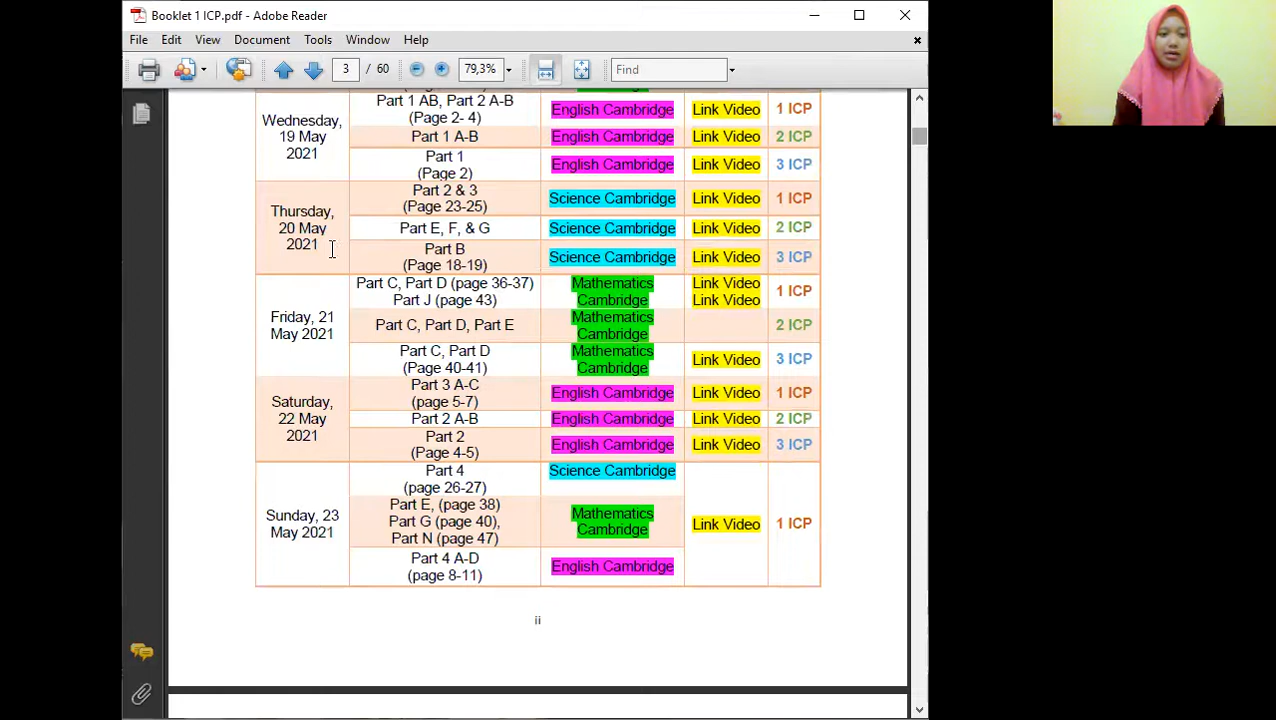 Booklet 1 ICP.pdf - Adobe Reader
File Edit View Document Tools Window Help
3 / 60 79,3% Find
Wednesday, 19 May 2021
Part 1 AB, Part 2 A-B
(Page 2- 4)
English Cambridge Link Video 1 ICP
Part 1 A-B English Cambridge Link Video 2 ICP
Part 1
(Page 2)
English Cambridge Link Video 3 ICP
Thursday,
20 May
2021
Part 2 & 3
(Page 23-25)
Science Cambridge Link Video 1 ICP
Part E, F, & G Science Cambridge Link Video 2 ICP
Part B
(Page 18-19)
Science Cambridge Link Video 3 ICP
Friday, 21
May 2021
Part C, Part D (page 36-37)
Part J (page 43)
Mathematics
Cambridge
Link Video
Link Video
1 ICP
Part C, Part D, Part E
Mathematics
Cambridge
2 ICP
Part C, Part D
(Page 40-41)
Mathematics
Cambridge
Link Video 3 ICP
Saturday,
22 May
2021
Part 3 A-C
(page 5-7)
English Cambridge Link Video 1 ICP
Part 2 A-B English Cambridge Link Video 2 ICP
Part 2
(Page 4-5)
English Cambridge Link Video 3 ICP
Sunday, 23
May 2021
Part 4
(page 26-27)
Science Cambridge
Part E, (page 38)
Part G (page 40),
Part N (page 47)
Mathematics
Cambridge
Link Video 1 ICP
Part 4 A-D
(page 8-11)
English Cambridge
ii